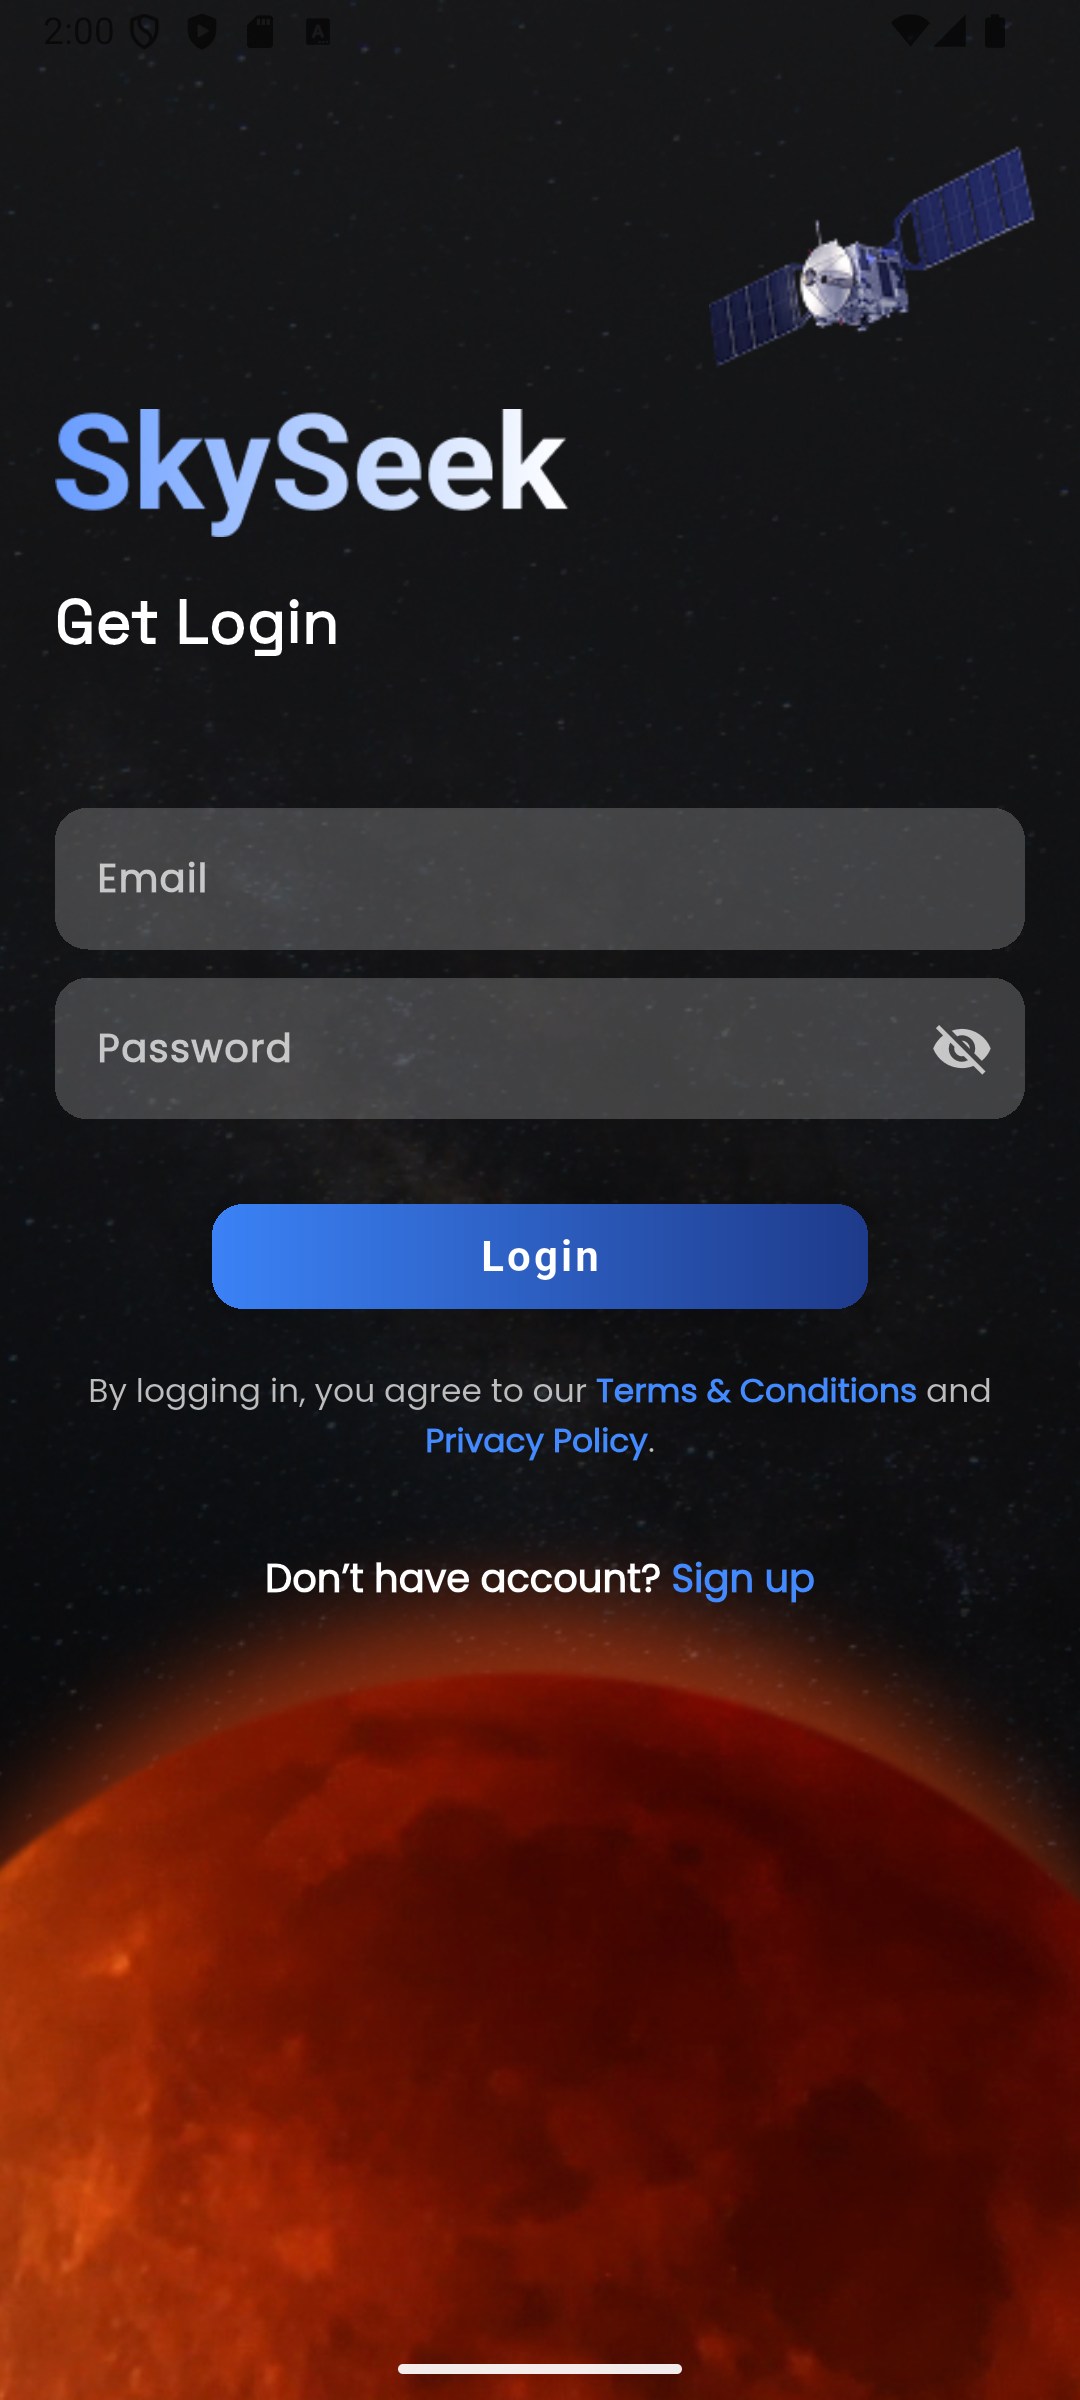 2:00
SkySeek
Get Login
Email
Password
Login
By logging in, you agree to our Terms & Conditions and
Privacy Policy.
Don’t have account? Sign up